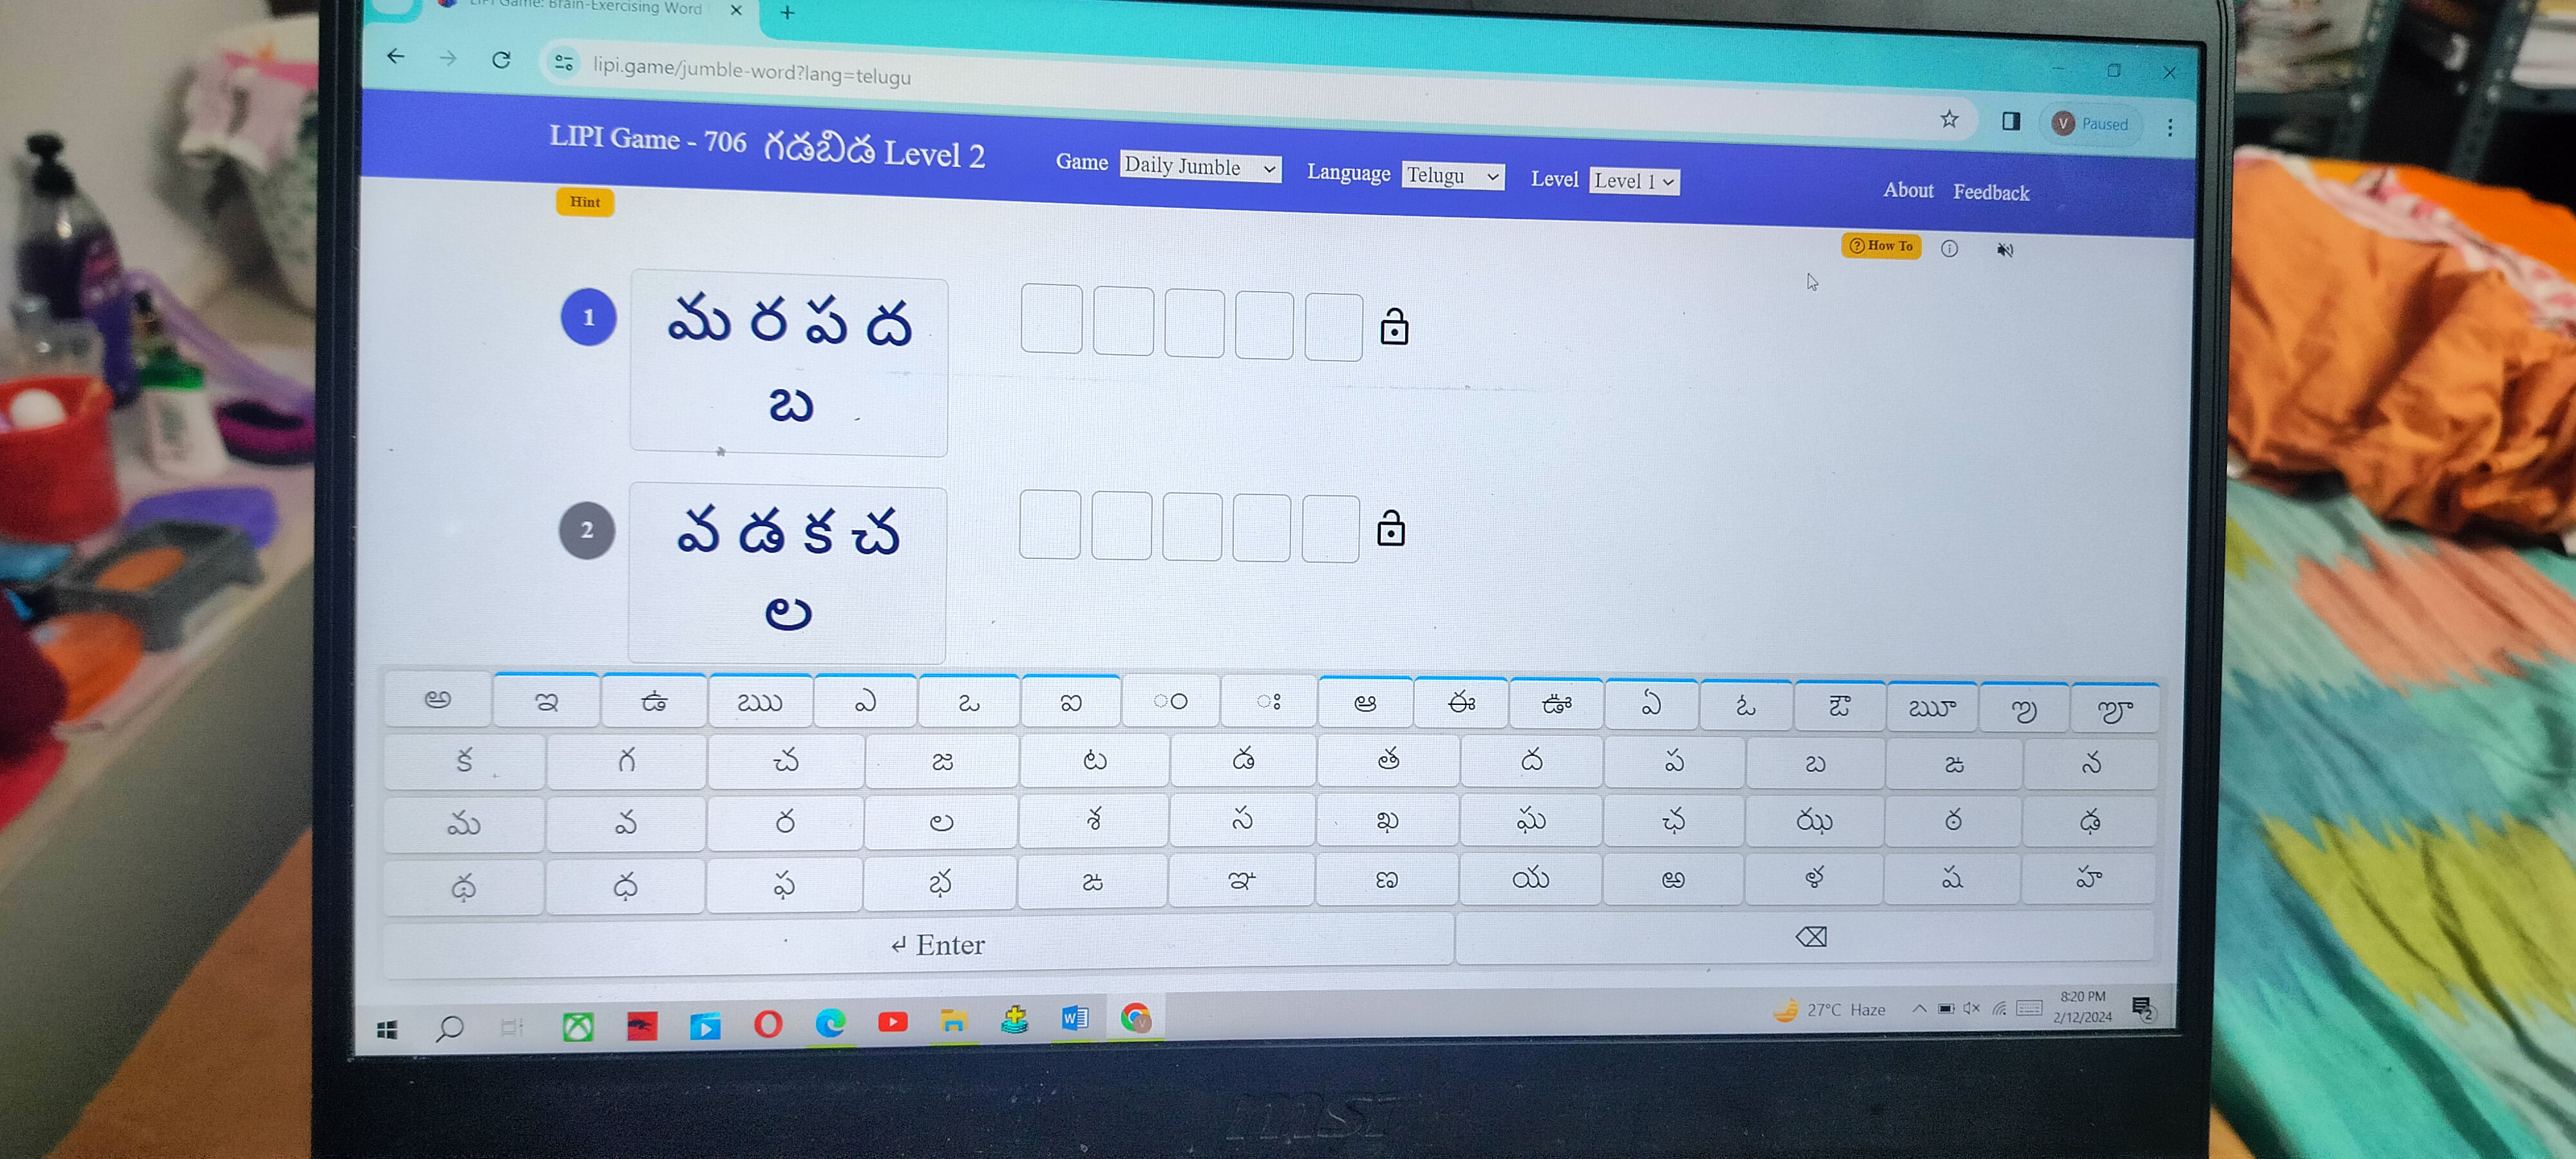 LIPI Game: Brain-Exercising Word
lipi.game/jumble-word?lang=telugu
Paused
V
LIPI Game - 706 గడబిడ Level 2
Game Daily Jumble Language Telugu Level Level 1
About Feedback
Hint
How To
1
మ ర ప ద
బ
2
వ డ క చ
ల
అ ఇ ఉ ఋ ఎ ఒ ఐ ం ః ఆ ఈ ఊ ఏ ఓ ఔ ౠ ఌ ౡ
క గ చ జ ట డ త ద ప బ ఙ న
మ వ ర ల శ స ఖ ఘ ఛ ఝ ఠ ఢ
థ ధ ఫ భ ఙ ఞ ణ య ఱ ళ ష హ
↵ Enter
27°C Haze
8:20 PM
2/12/2024
2
msi